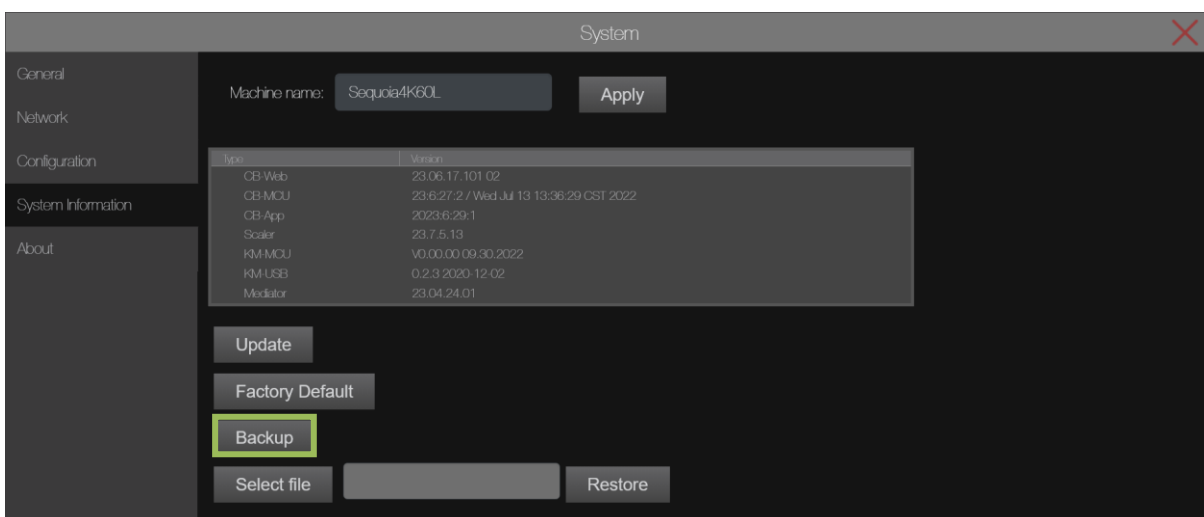 System
General
Network
Configuration
System Information
About
Machine name: Sequoia4K60L Apply
Type Version
CB-Web 23.06.17.101 02
CB-MCU 23:6:27:2 / Wed Jul 13 13:36:29 CST 2022
CB-App 2023:6:29:1
Scaler 23.7.5.13
KM-MCU V0.00.00 09.30.2022
KM-USB 0.2.3 2020-12-02
Mediator 23.04.24.01
Update
Factory Default
Backup
Select file Restore